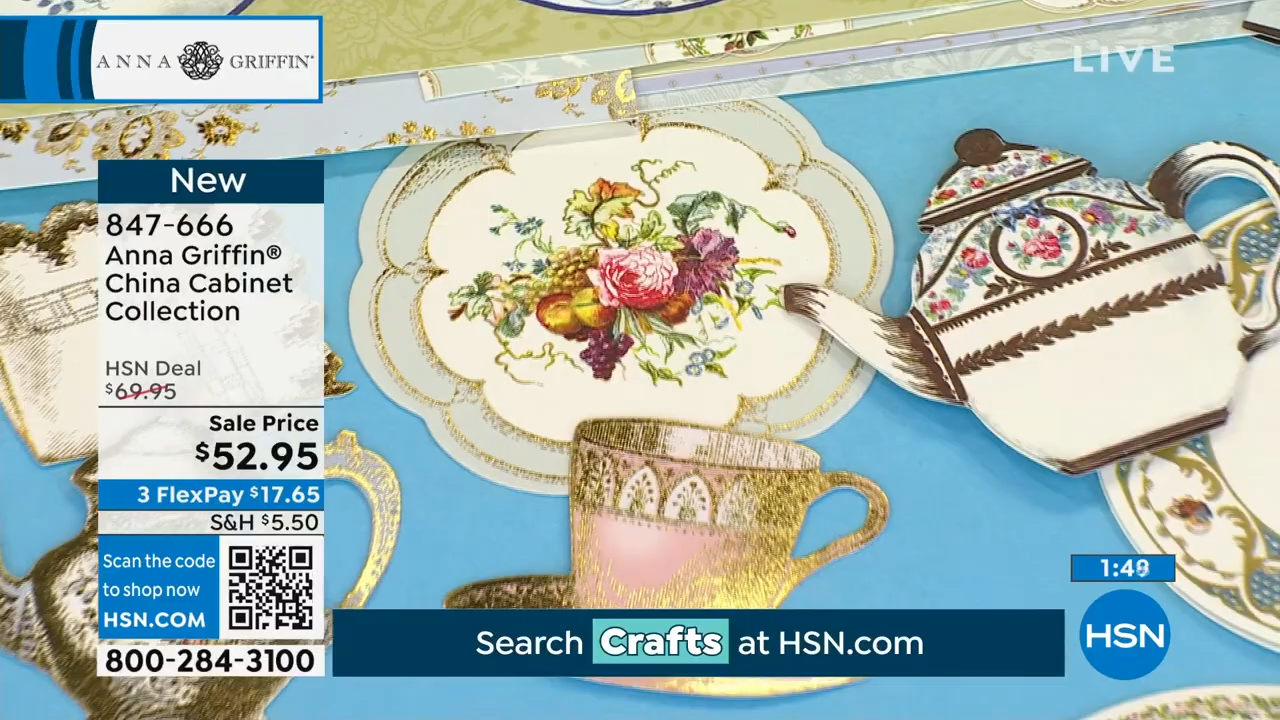 ANNA GRIFFIN®
LIVE
New
847-666
Anna Griffin®
China Cabinet
Collection
HSN Deal
$69.95
Sale Price
$52.95
3 FlexPay $17.65
S&H $5.50
Scan the code
to shop now
HSN.COM
800-284-3100
Search Crafts at HSN.com
HSN